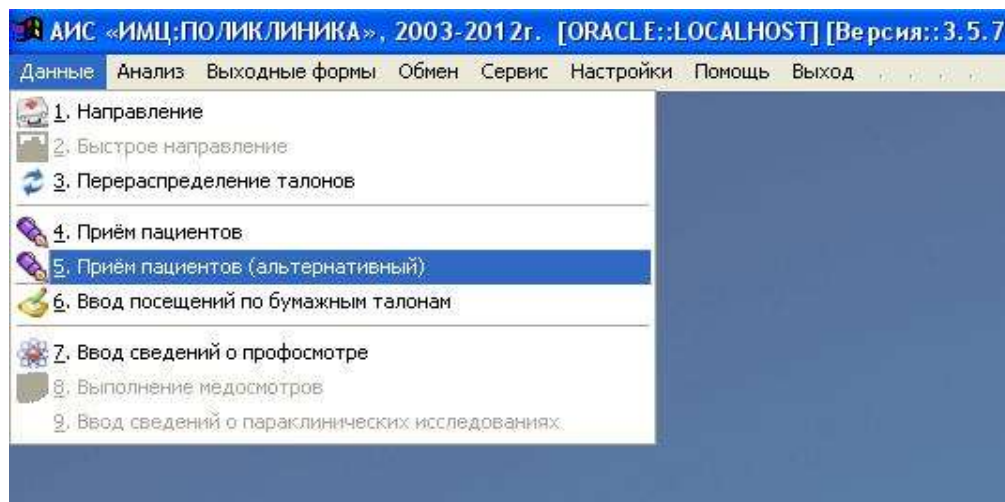 АИС «ИМЦ:ПОЛИКЛИНИКА», 2003-2012г. [ORACLE::LOCALHOST] [Версия::3.5.7
Данные Анализ Выходные формы Обмен Сервис Настройки Помощь Выход . . . .
1. Направление
2. Быстрое направление
3. Перераспределение талонов
4. Приём пациентов
5. Приём пациентов (альтернативный)
6. Ввод посещений по бумажным талонам
7. Ввод сведений о профосмотре
8. Выполнение медосмотров
9. Ввод сведений о параклинических исследованиях